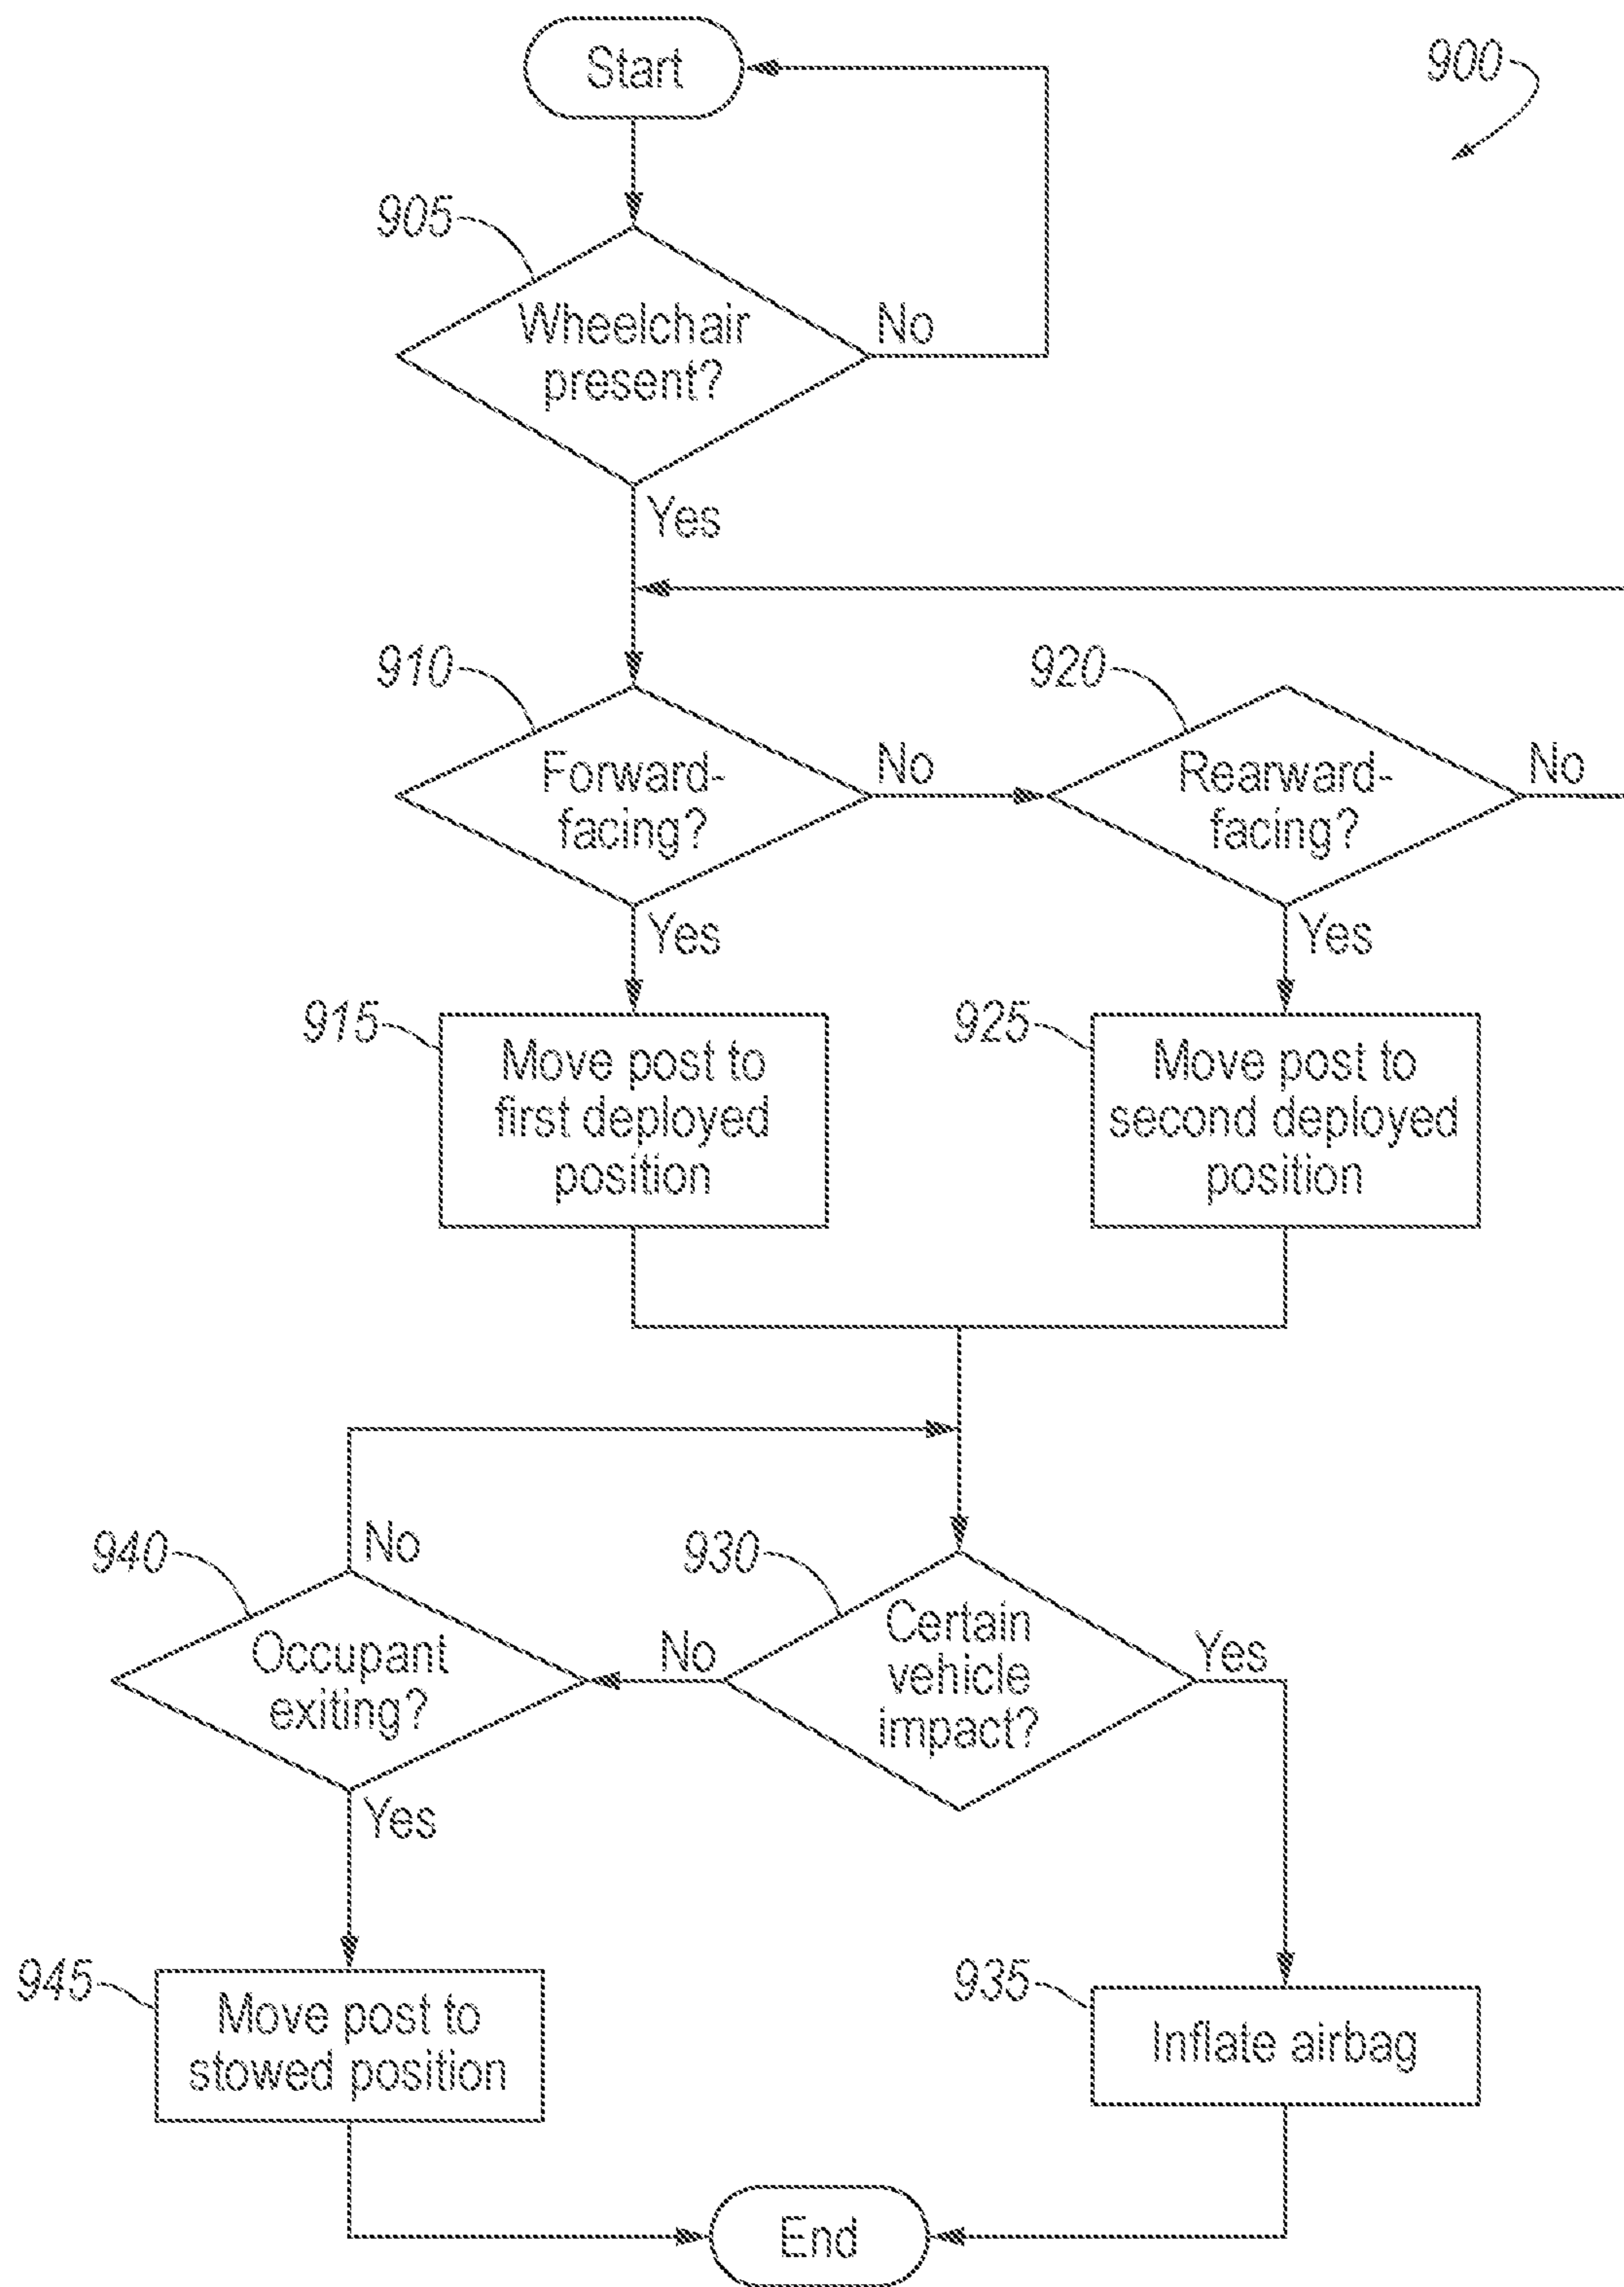 Start
900
905
Wheelchair
present?
No
Yes
910
Forward-
facing?
No
920
Rearward-
facing?
No
Yes
Yes
915
Move post to
first deployed
position
925
Move post to
second deployed
position
940
No
930
Occupant
exiting?
No
Certain
vehicle
impact?
Yes
Yes
945
Move post to
stowed position
935
Inflate airbag
End